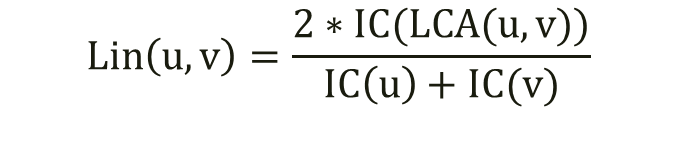 Lin(u, v) = 2 * IC(LCA(u, v)) / IC(u) + IC(v)